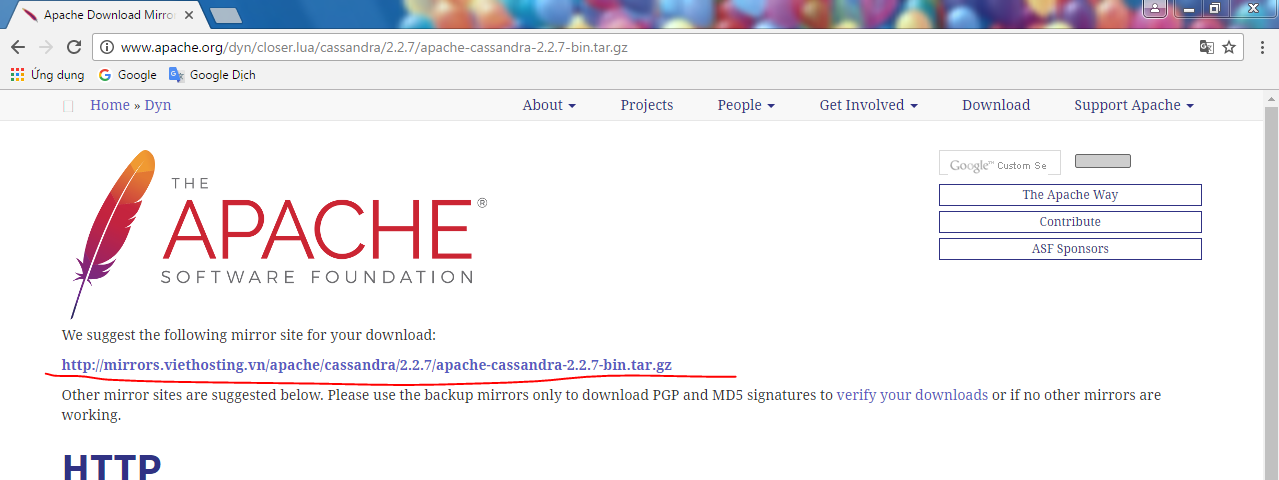 Apache Download Mirro
www.apache.org/dyn/closer.lua/cassandra/2.2.7/apache-cassandra-2.2.7-bin.tar.gz
Ứng dụng Google Google Dịch
Home » Dyn About Projects People Get Involved Download Support Apache
THE
APACHE®
SOFTWARE FOUNDATION
Google™ Custom Se
The Apache Way
Contribute
ASF Sponsors
We suggest the following mirror site for your download:
http://mirrors.viethosting.vn/apache/cassandra/2.2.7/apache-cassandra-2.2.7-bin.tar.gz
Other mirror sites are suggested below. Please use the backup mirrors only to download PGP and MD5 signatures to verify your downloads or if no other mirrors are
working.
HTTP